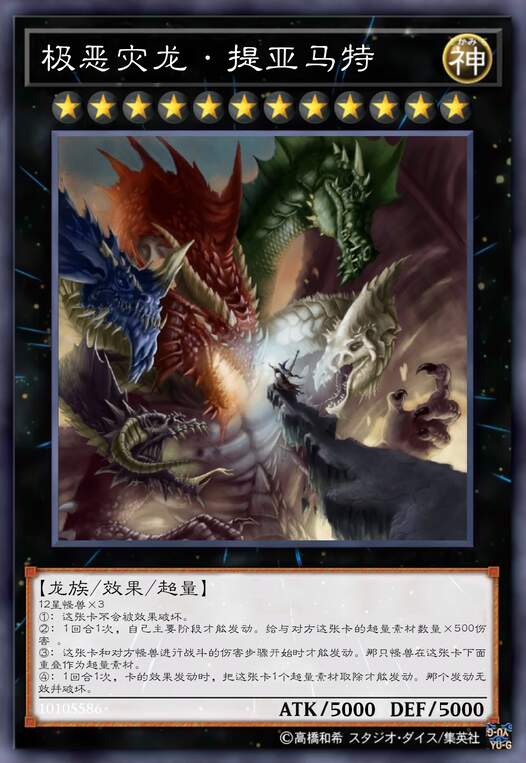 极恶灾龙·提亚马特
神
かみ
【龙族/效果/超量】
12星怪兽×3
①：这张卡不会被效果破坏。
②：1回合1次，自己主要阶段才能发动。给与对方这张卡的超量素材数量×500伤
害。
③：这张卡和对方怪兽进行战斗的伤害步骤开始时才能发动。那只怪兽在这张卡下面
重叠作为超量素材。
④：1回合1次，卡的效果发动时，把这张卡1个超量素材取除才能发动。那个发动无
效并破坏。
ATK/5000 DEF/5000
10105586
©高橋和希 スタジオ・ダイス/集英社
YU-G